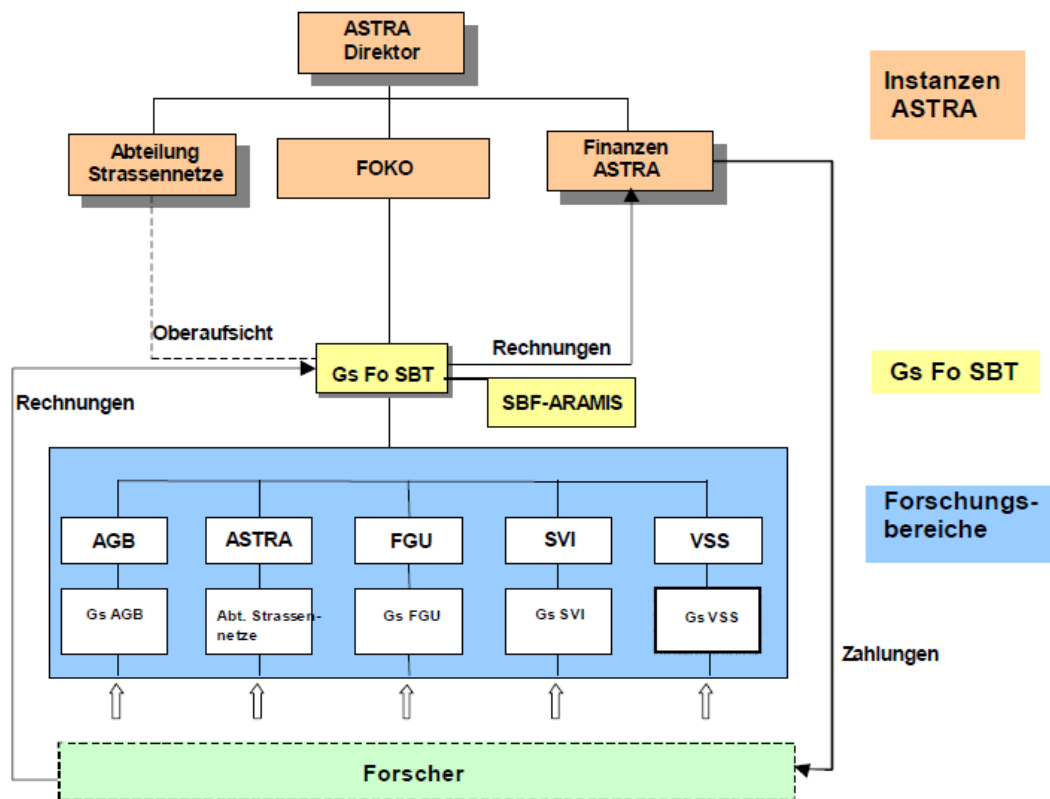 ASTRA
Direktor
Instanzen
ASTRA
Abteilung
Strassennetze
FOKO
Finanzen
ASTRA
Oberaufsicht
Rechnungen
Gs Fo SBT
Gs Fo SBT
Rechnungen
SBF-ARAMIS
Forschungs-
bereiche
AGB
ASTRA
FGU
SVI
VSS
Gs AGB
Abt. Strassen-
netze
Gs FGU
Gs SVI
Gs VSS
Zahlungen
Forscher